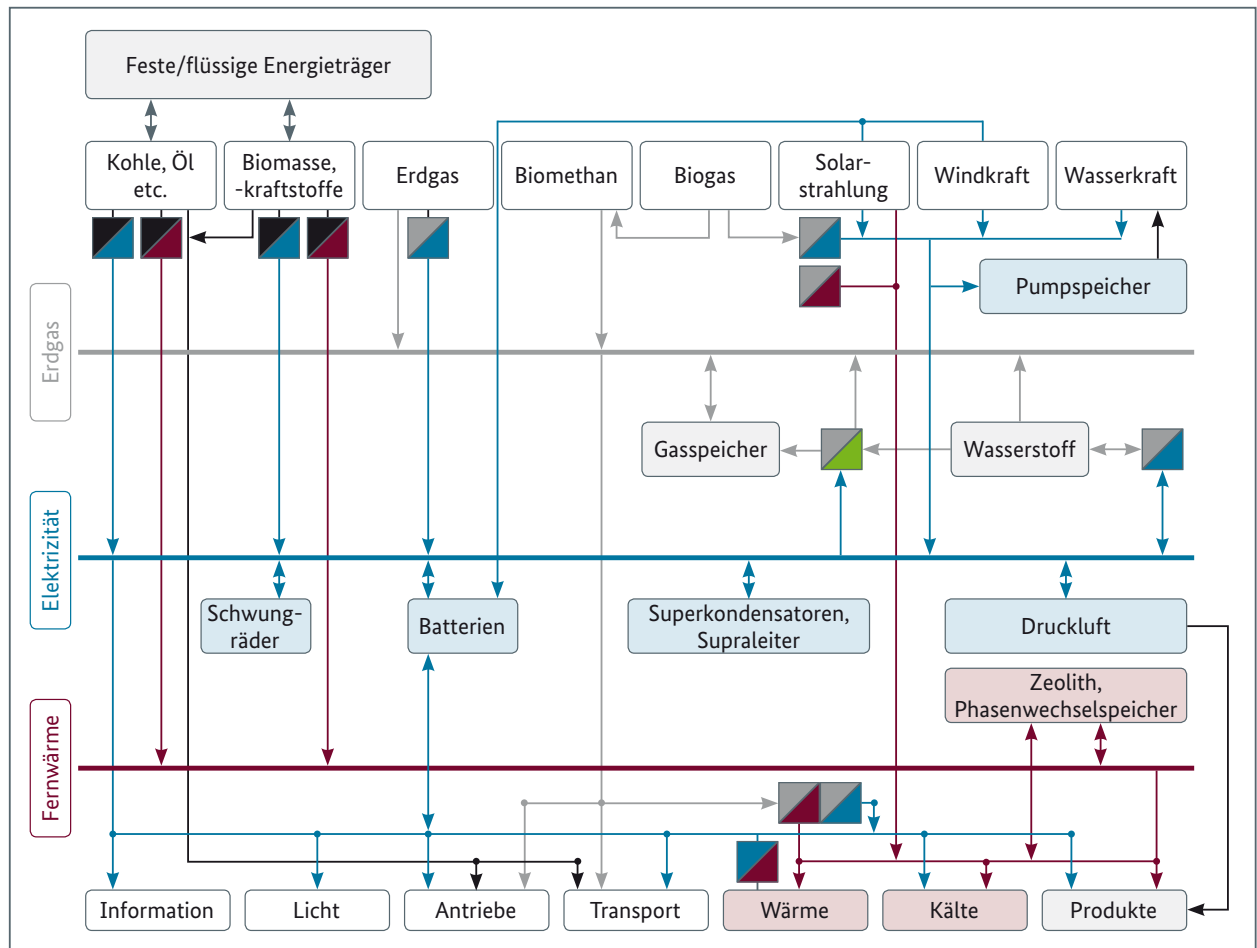 Feste/flüssige Energieträger
Kohle, Öl
etc.
Biomasse,
-kraftstoffe
Erdgas
Biomethan
Biogas
Solar-
strahlung
Windkraft
Wasserkraft
Pumpspeicher
Erdgas
Gasspeicher
Wasserstoff
Elektrizität
Schwung-
räder
Batterien
Superkondensatoren,
Supraleiter
Druckluft
Zeolith,
Phasenwechselspeicher
Fernwärme
Information
Licht
Antriebe
Transport
Wärme
Kälte
Produkte